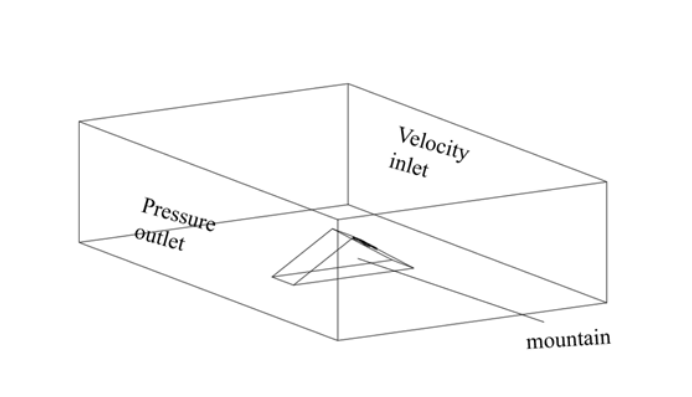 Velocity
inlet
Pressure
outlet
mountain